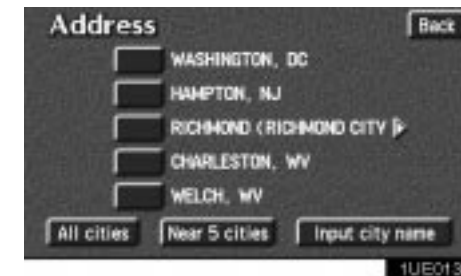 Address Back
WASHINGTON, DC
HAMPTON, NJ
RICHMOND (RICHMOND CITY
CHARLESTON, WV
WELCH, WV
All cities Near 5 cities Input city name
1UE013